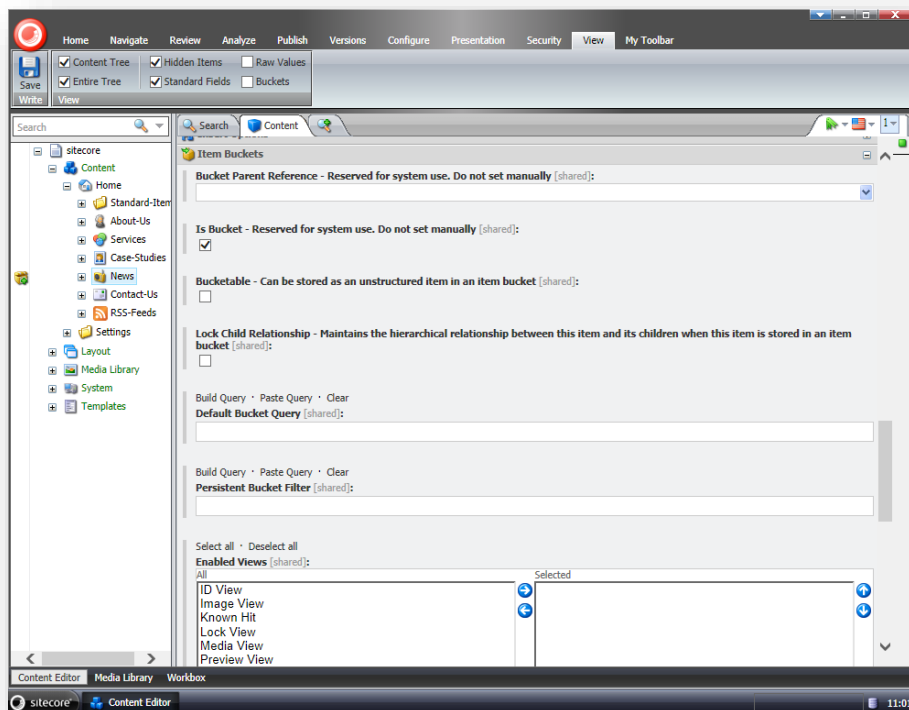 Home Navigate Review Analyze Publish Versions Configure Presentation Security View My Toolbar
Content Tree Hidden Items Raw Values
Entire Tree Standard Fields Buckets
Save
Write View
Search
Search Content
1
sitecore
Content
Home
Standard-Item
About-Us
Services
Case-Studies
News
Contact-Us
RSS-Feeds
Settings
Layout
Media Library
System
Templates
Item Buckets
Bucket Parent Reference - Reserved for system use. Do not set manually [shared]:
Is Bucket - Reserved for system use. Do not set manually [shared]:
Bucketable - Can be stored as an unstructured item in an item bucket [shared]:
Lock Child Relationship - Maintains the hierarchical relationship between this item and its children when this item is stored in an item
bucket [shared]:
Build Query · Paste Query · Clear
Default Bucket Query [shared]:
Build Query · Paste Query · Clear
Persistent Bucket Filter [shared]:
Select all · Deselect all
Enabled Views [shared]:
All Selected
ID View
Image View
Known Hit
Lock View
Media View
Preview View
Content Editor Media Library Workbox
sitecore Content Editor